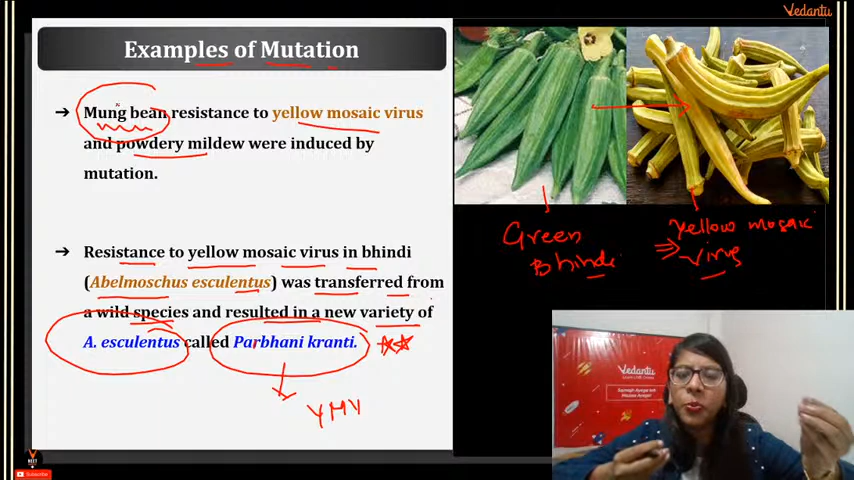 Vedantu
Examples of Mutation
➔ Mung bean resistance to yellow mosaic virus
and powdery mildew were induced by
mutation.
➔ Resistance to yellow mosaic virus in bhindi
(Abelmoschus esculentus) was transferred from
a wild species and resulted in a new variety of
A. esculentus called Parbhani kranti.
YMV
Green
Bhindi
yellow mosaic
⇒ virus
Vedantu
NEET
Subscribe